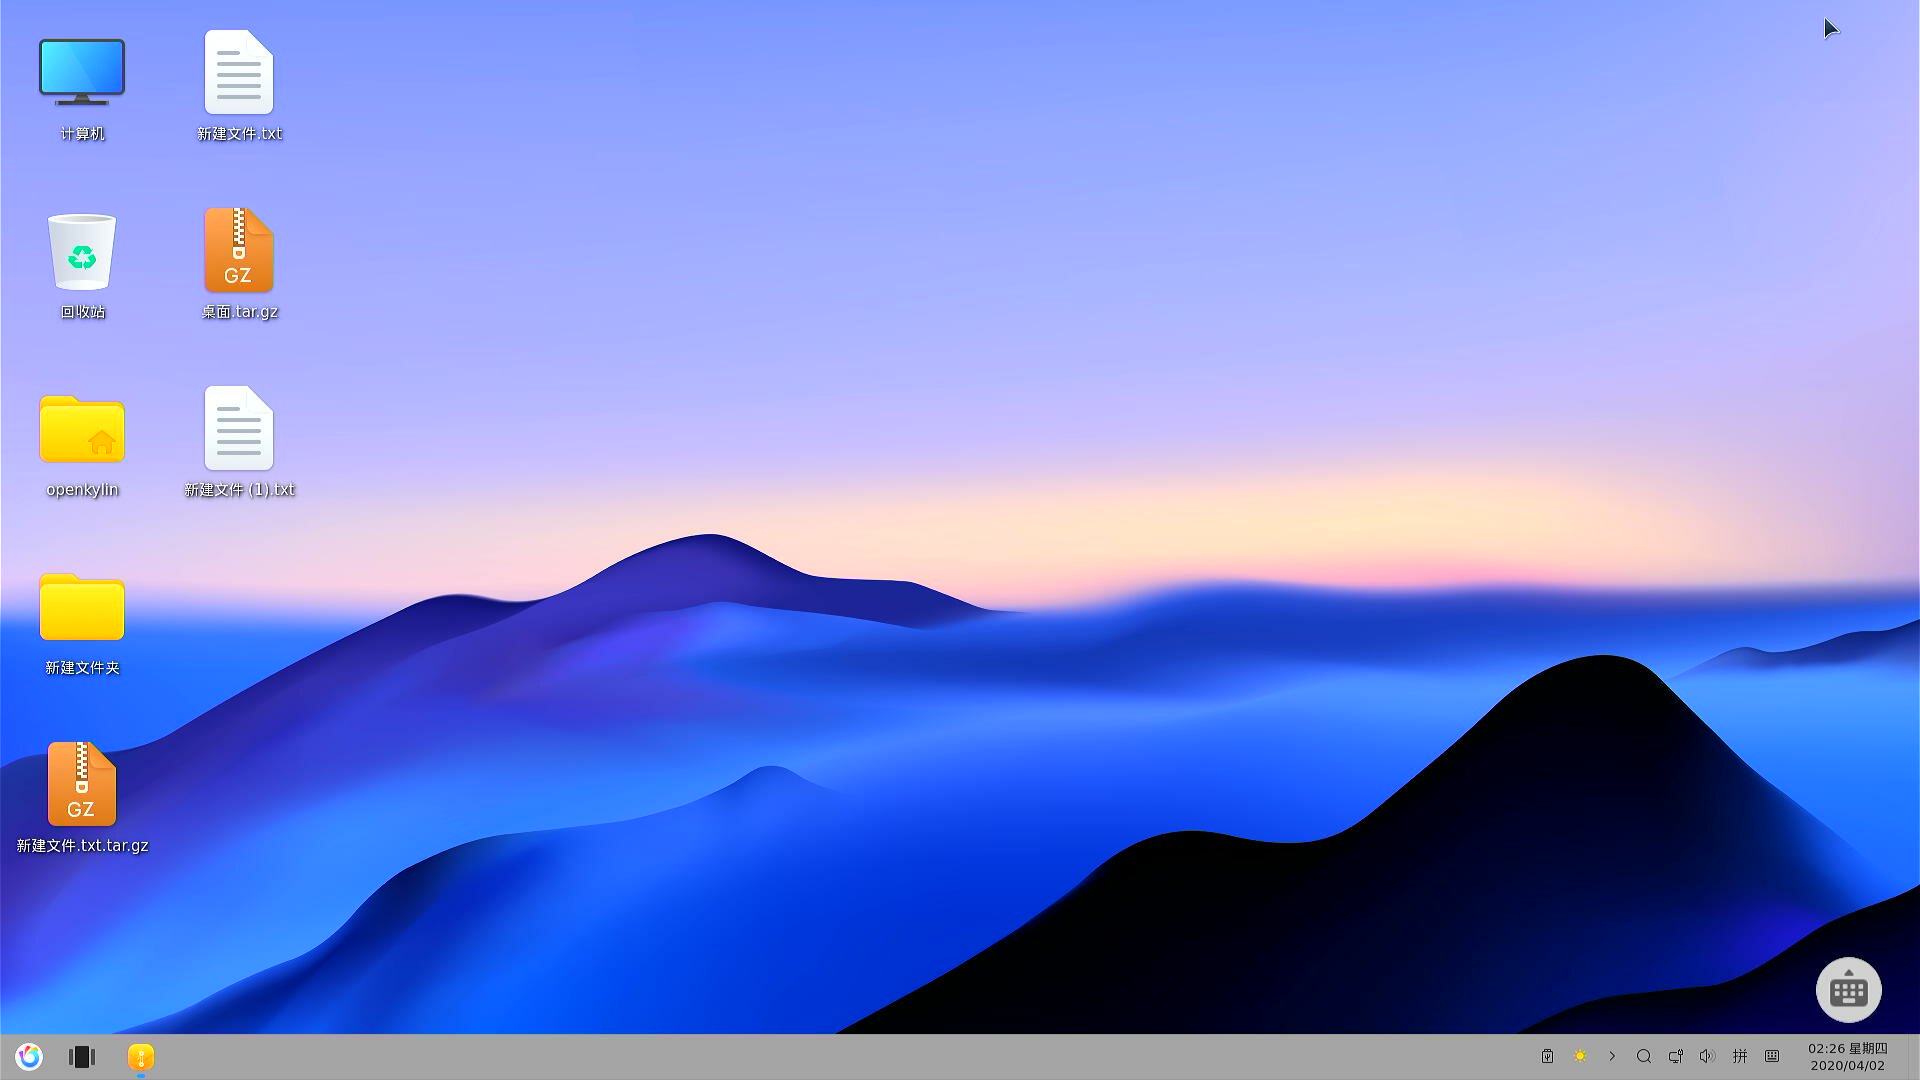 计算机
新建文件.txt
回收站
GZ
桌面.tar.gz
openkylin
新建文件 (1).txt
新建文件夹
GZ
新建文件.txt.tar.gz
拼
02:26 星期四
2020/04/02